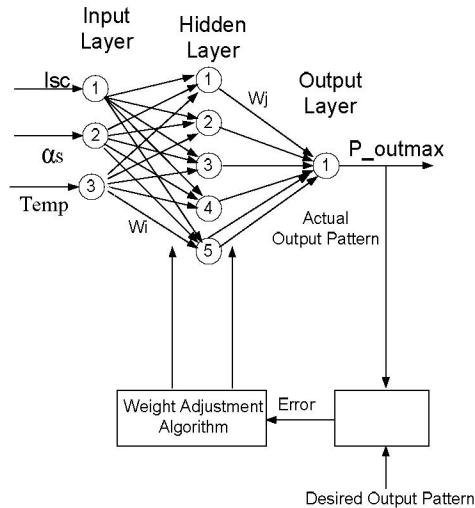 Input
Layer
Hidden
Layer
Output
Layer
Isc
αs
Temp
1
2
3
1
2
3
4
5
1
Wi
Wj
P_outmax
Actual
Output Pattern
Weight Adjustment
Algorithm
Error
Desired Output Pattern